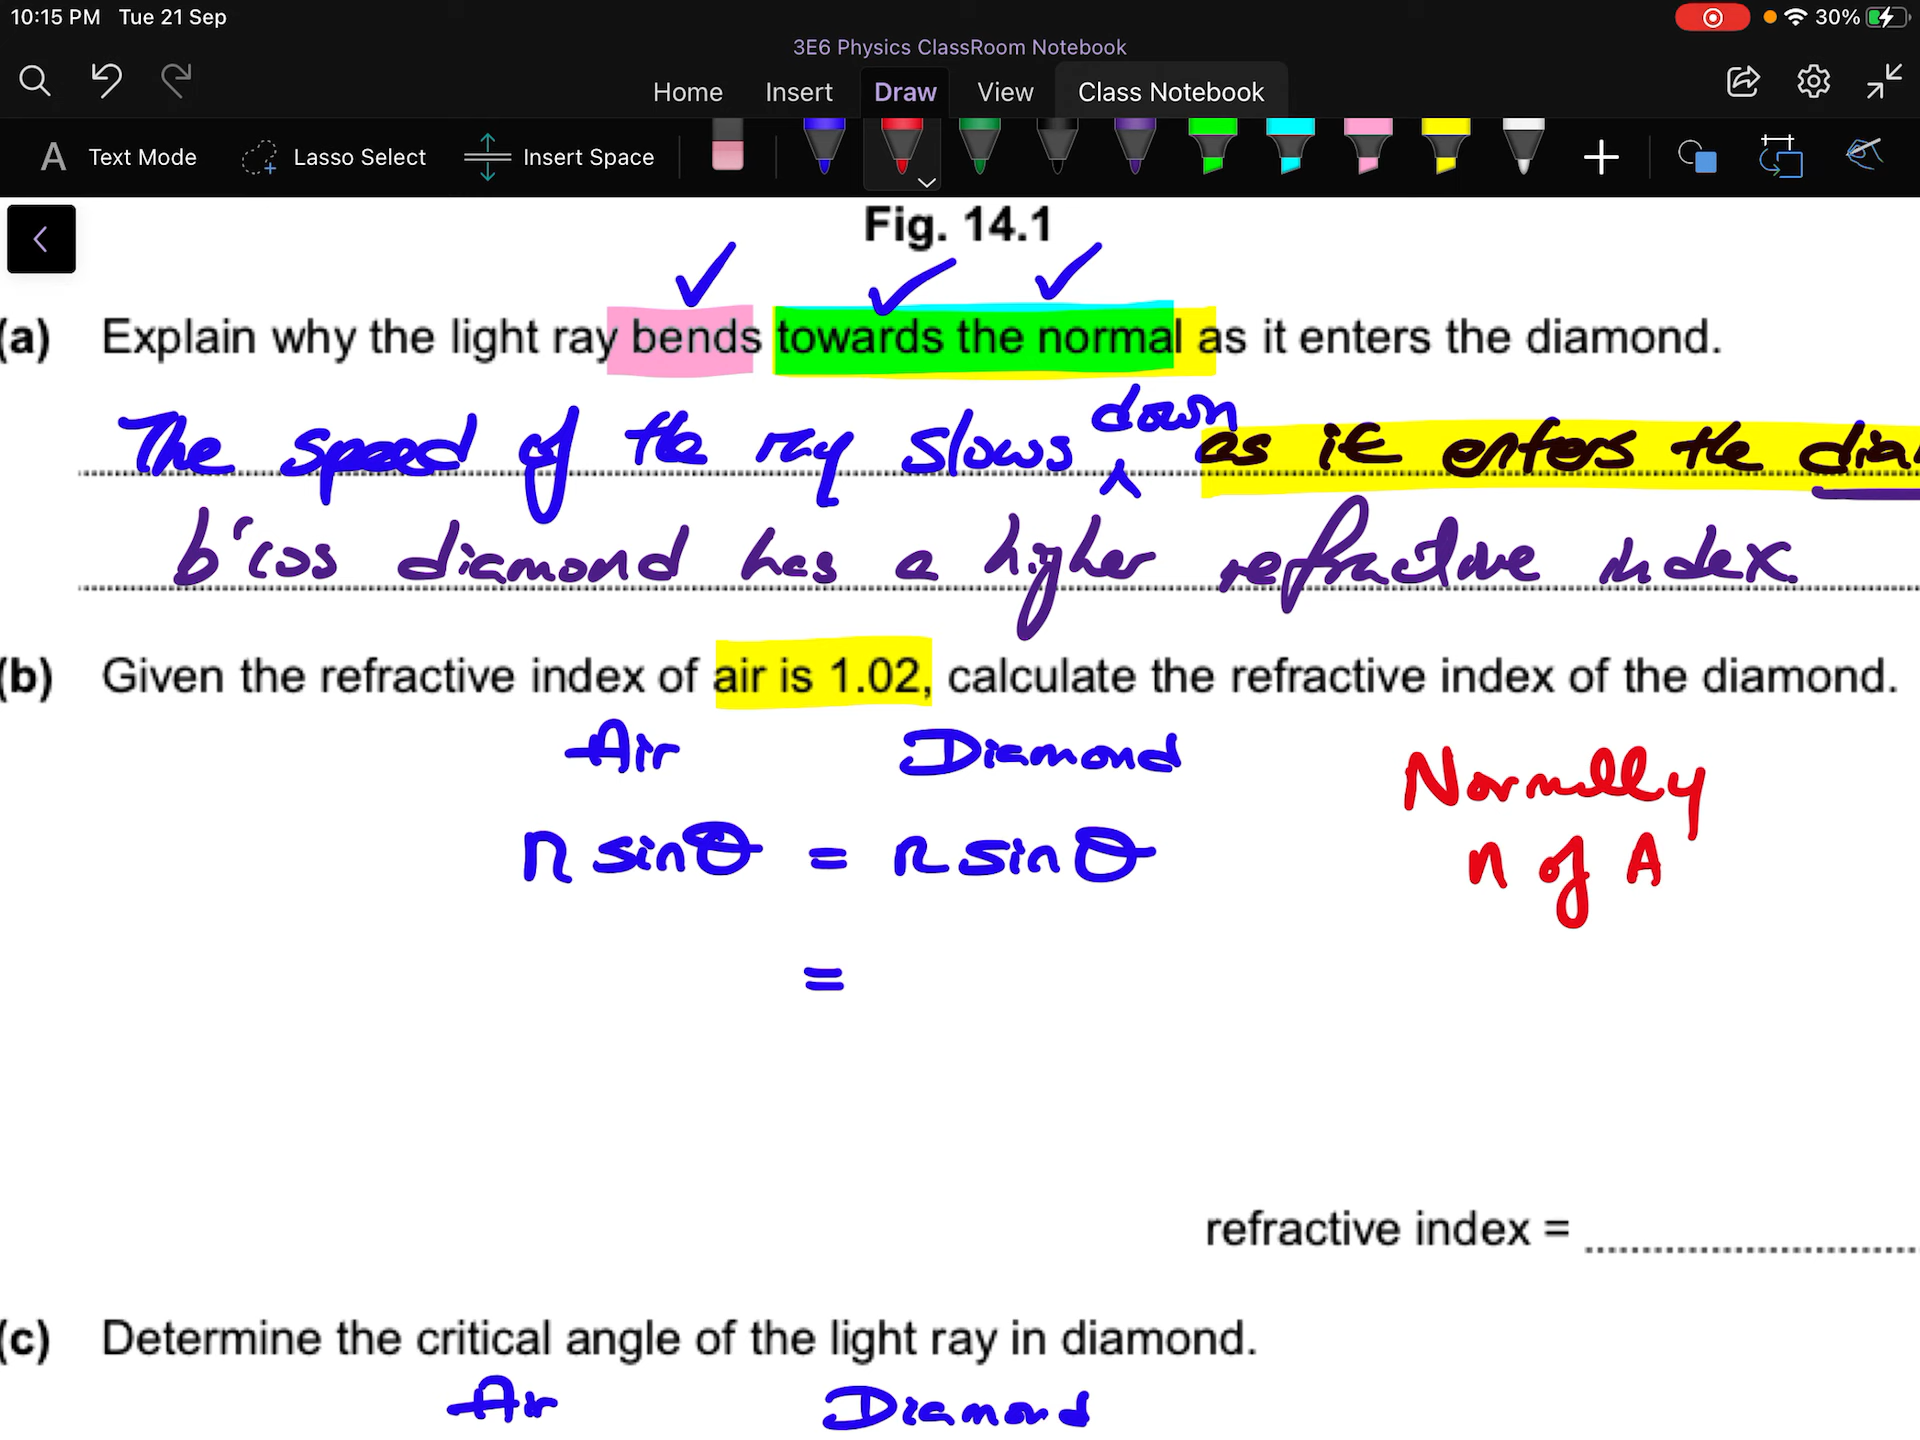 10:15 PM Tue 21 Sep
30%
3E6 Physics ClassRoom Notebook
Home Insert Draw View Class Notebook
A Text Mode Lasso Select Insert Space
Fig. 14.1
(a) Explain why the light ray bends towards the normal as it enters the diamond.
The speed of the ray slows down as it enters the dia
b'cos diamond has a higher refractive index.
(b) Given the refractive index of air is 1.02, calculate the refractive index of the diamond.
Air Diamond
n sinθ = n sinθ
Normally
n of A
=
refractive index =
(c) Determine the critical angle of the light ray in diamond.
Air Diamond